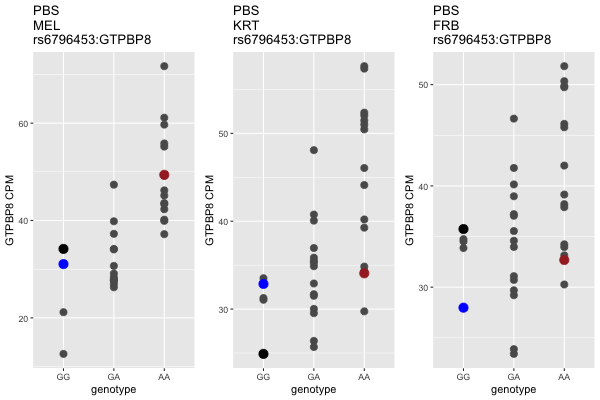 PBS
MEL
rs6796453:GTPBP8
GTPBP8 CPM
60
40
20
GG
GA
AA
genotype
PBS
KRT
rs6796453:GTPBP8
GTPBP8 CPM
50
40
30
GG
GA
AA
genotype
PBS
FRB
rs6796453:GTPBP8
GTPBP8 CPM
50
40
30
GG
GA
AA
genotype